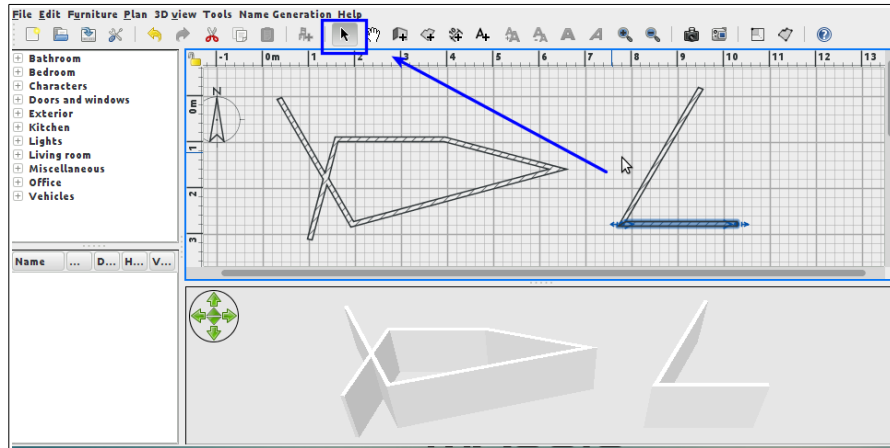 File Edit Furniture Plan 3D view Tools Name Generation Help
-1 0m 1 2 3 4 5 6 7 8 9 10 11 12 13
Bathroom
Bedroom
Characters
Doors and windows
Exterior
Kitchen
Lights
Living room
Miscellaneous
Office
Vehicles
N
0m
1
2
3
Name ... D... H... V...